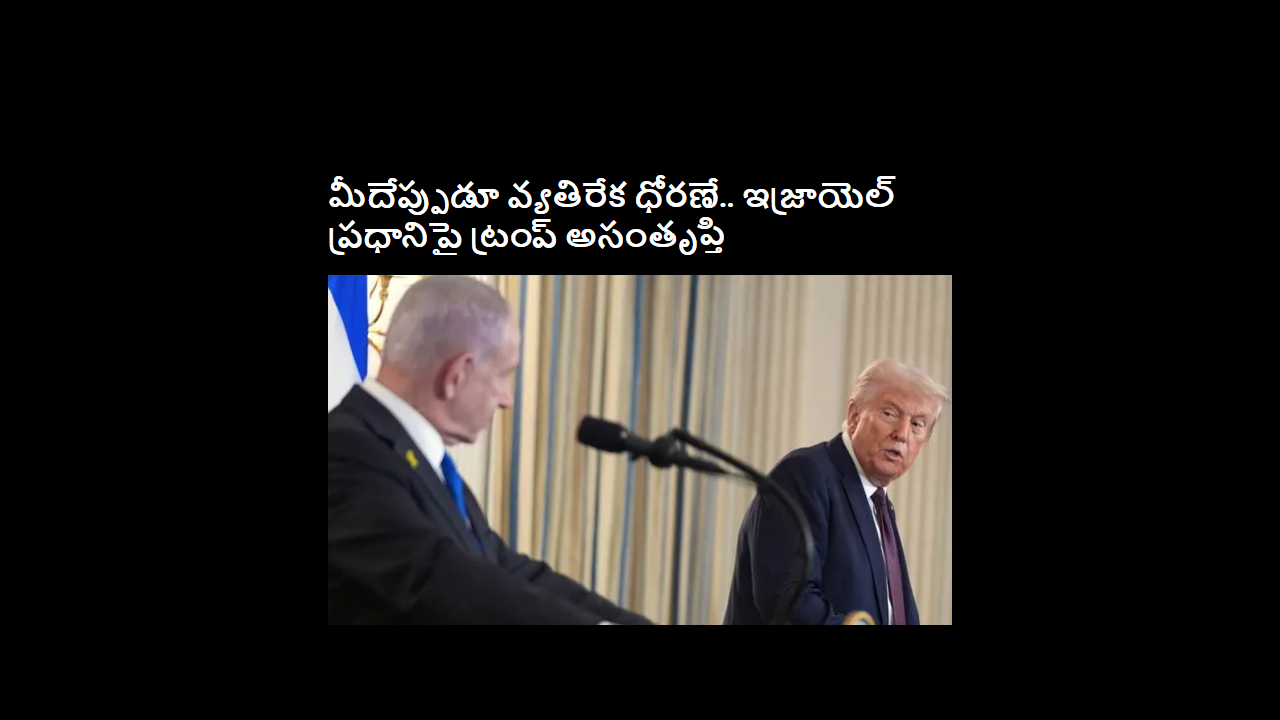 మీదేప్పుడూ వ్యతిరేక ధోరణే.. ఇజ్రాయెల్
ప్రధానిపై ట్రంప్ అసంతృప్తి